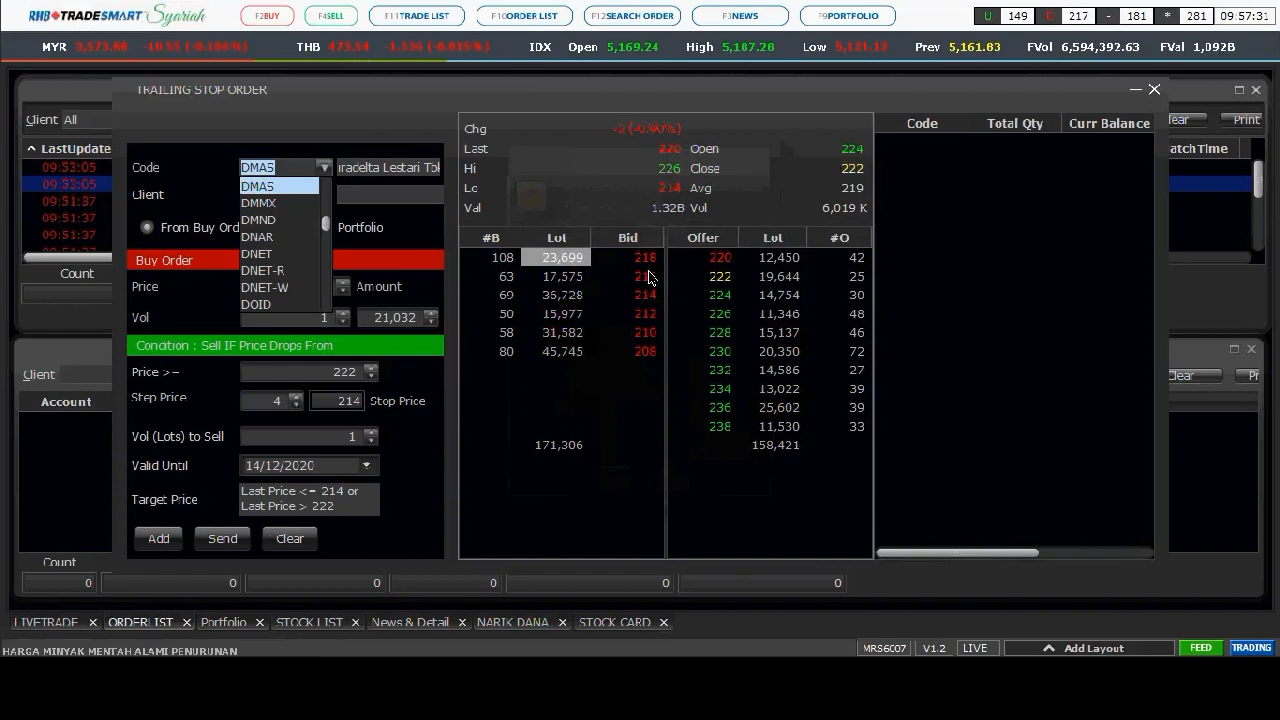 RHB TRADESMART Syariah
F2BUY
F4SELL
F11TRADE LIST
F10ORDER LIST
F12SEARCH ORDER
F3NEWS
F9PORTFOLIO
U 149 217 - 181 * 281 09:57:31
MYR THB IDX Open 5,169.24 High 5,187.28 Low 5,131.12 Prev 5,161.83 FVol 6,594,392.63 FVal 1,092B
TRAILING STOP ORDER
Client All
Clear Print
LastUpdate
09:53:05
09:53:05
09:51:37
09:51:37
09:51:37
Count
Code DMAS uradelta Lestari Tbk
Client
DMAS
DMMX
DMND
DNAR
DNET
DNET-R
DNET-W
DOID
From Buy Ord Portfolio
Buy Order
Price Amount
Vol 1 21,032
Condition : Sell IF Price Drops From
Price >= 222
Step Price 4 214 Stop Price
Vol (Lots) to Sell 1
Valid Until 14/12/2020
Target Price Last Price <= 214 or
Last Price > 222
Add Send Clear
Chg -2 (-0.90%)
Last 220 Open 224
Hi 226 Close 222
Lo 214 Avg 219
Val 1.32B Vol 6,019 K
#B Lot Bid Offer Lot #O
108 23,699 218 220 12,450 42
63 17,575 222 19,644 25
69 36,728 214 224 14,754 30
50 15,977 212 226 11,346 48
58 31,582 210 228 15,137 46
80 45,745 208 230 20,350 72
232 14,586 27
234 13,022 39
236 25,602 39
238 11,530 33
171,306 158,421
Code Total Qty Curr Balance
atchTime
Client
Clear Pr
Account
Count
0 0 0 0 0 0
LIVETRADE ORDERLIST Portfolio STOCK LIST News & Detail NARIK DANA STOCK CARD
HARGA MINYAK MENTAH ALAMI PENURUNAN
MRS6007 V1.2 LIVE Add Layout FEED TRADING